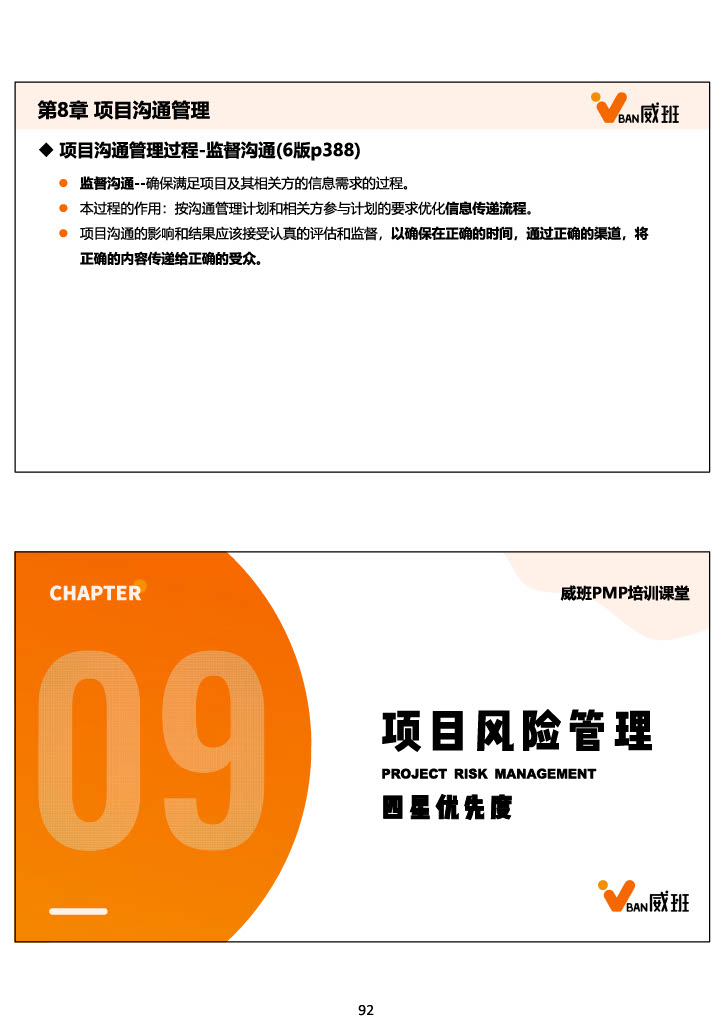 第8章 项目沟通管理
VBAN威班
◆ 项目沟通管理过程-监督沟通(6版p388)
● 监督沟通--确保满足项目及其相关方的信息需求的过程。
● 本过程的作用：按沟通管理计划和相关方参与计划的要求优化信息传递流程。
● 项目沟通的影响和结果应该接受认真的评估和监督，以确保在正确的时间，通过正确的渠道，将
正确的内容传递给正确的受众。
CHAPTER
威班PMP培训课堂
09
项目风险管理
PROJECT RISK MANAGEMENT
四星优先度
VBAN威班
92